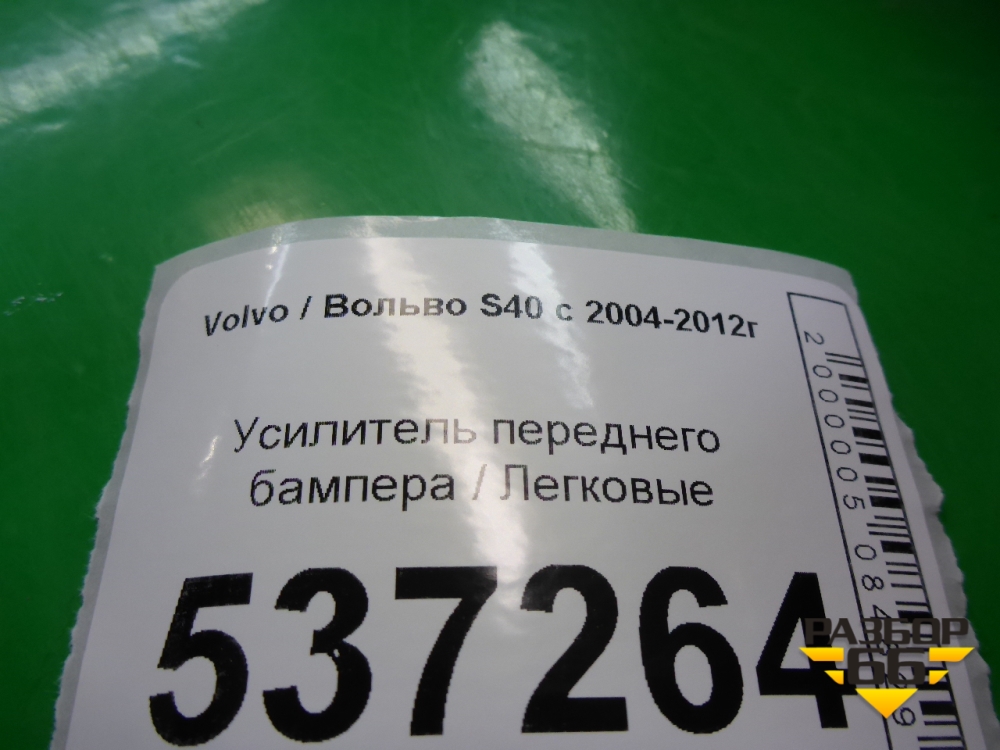 Volvo / Вольво S40 с 2004-2012г
Усилитель переднего
бампера / Легковые
537264
РАЗБОР
66